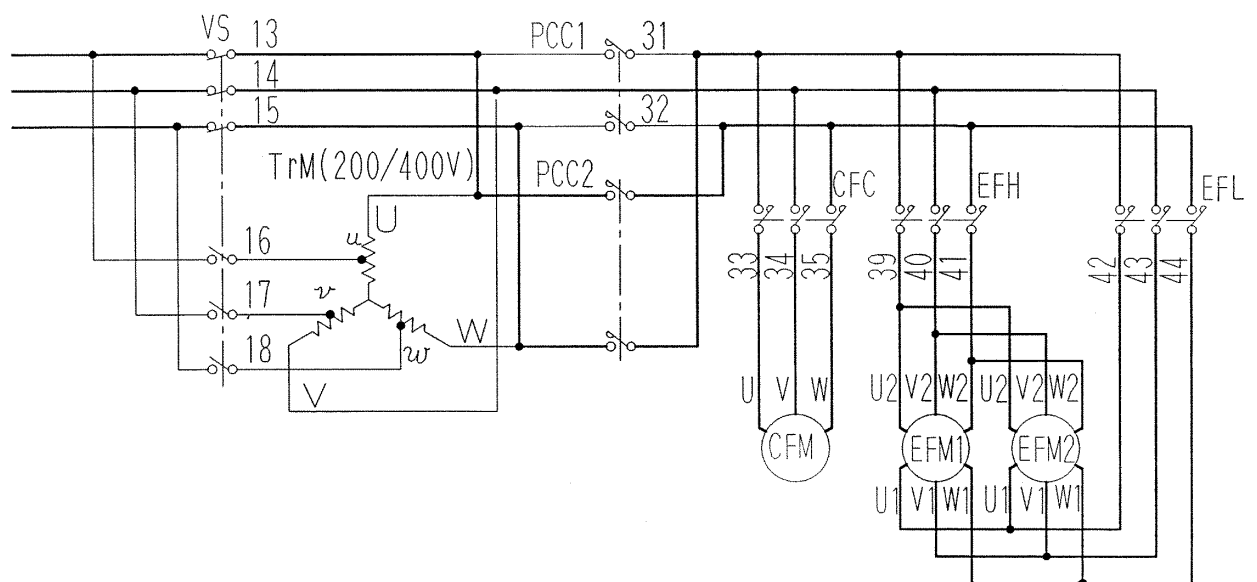 VS
13
PCC1
31
14
15
32
TrM(200/400V)
PCC2
CFC
EFH
EFL
U
u
16
v
17
W
w
18
V
33
34
35
39
40
41
42
43
44
U
V
W
U2
V2
W2
U2
V2
W2
CFM
EFM1
EFM2
U1
V1
W1
U1
V1
W1